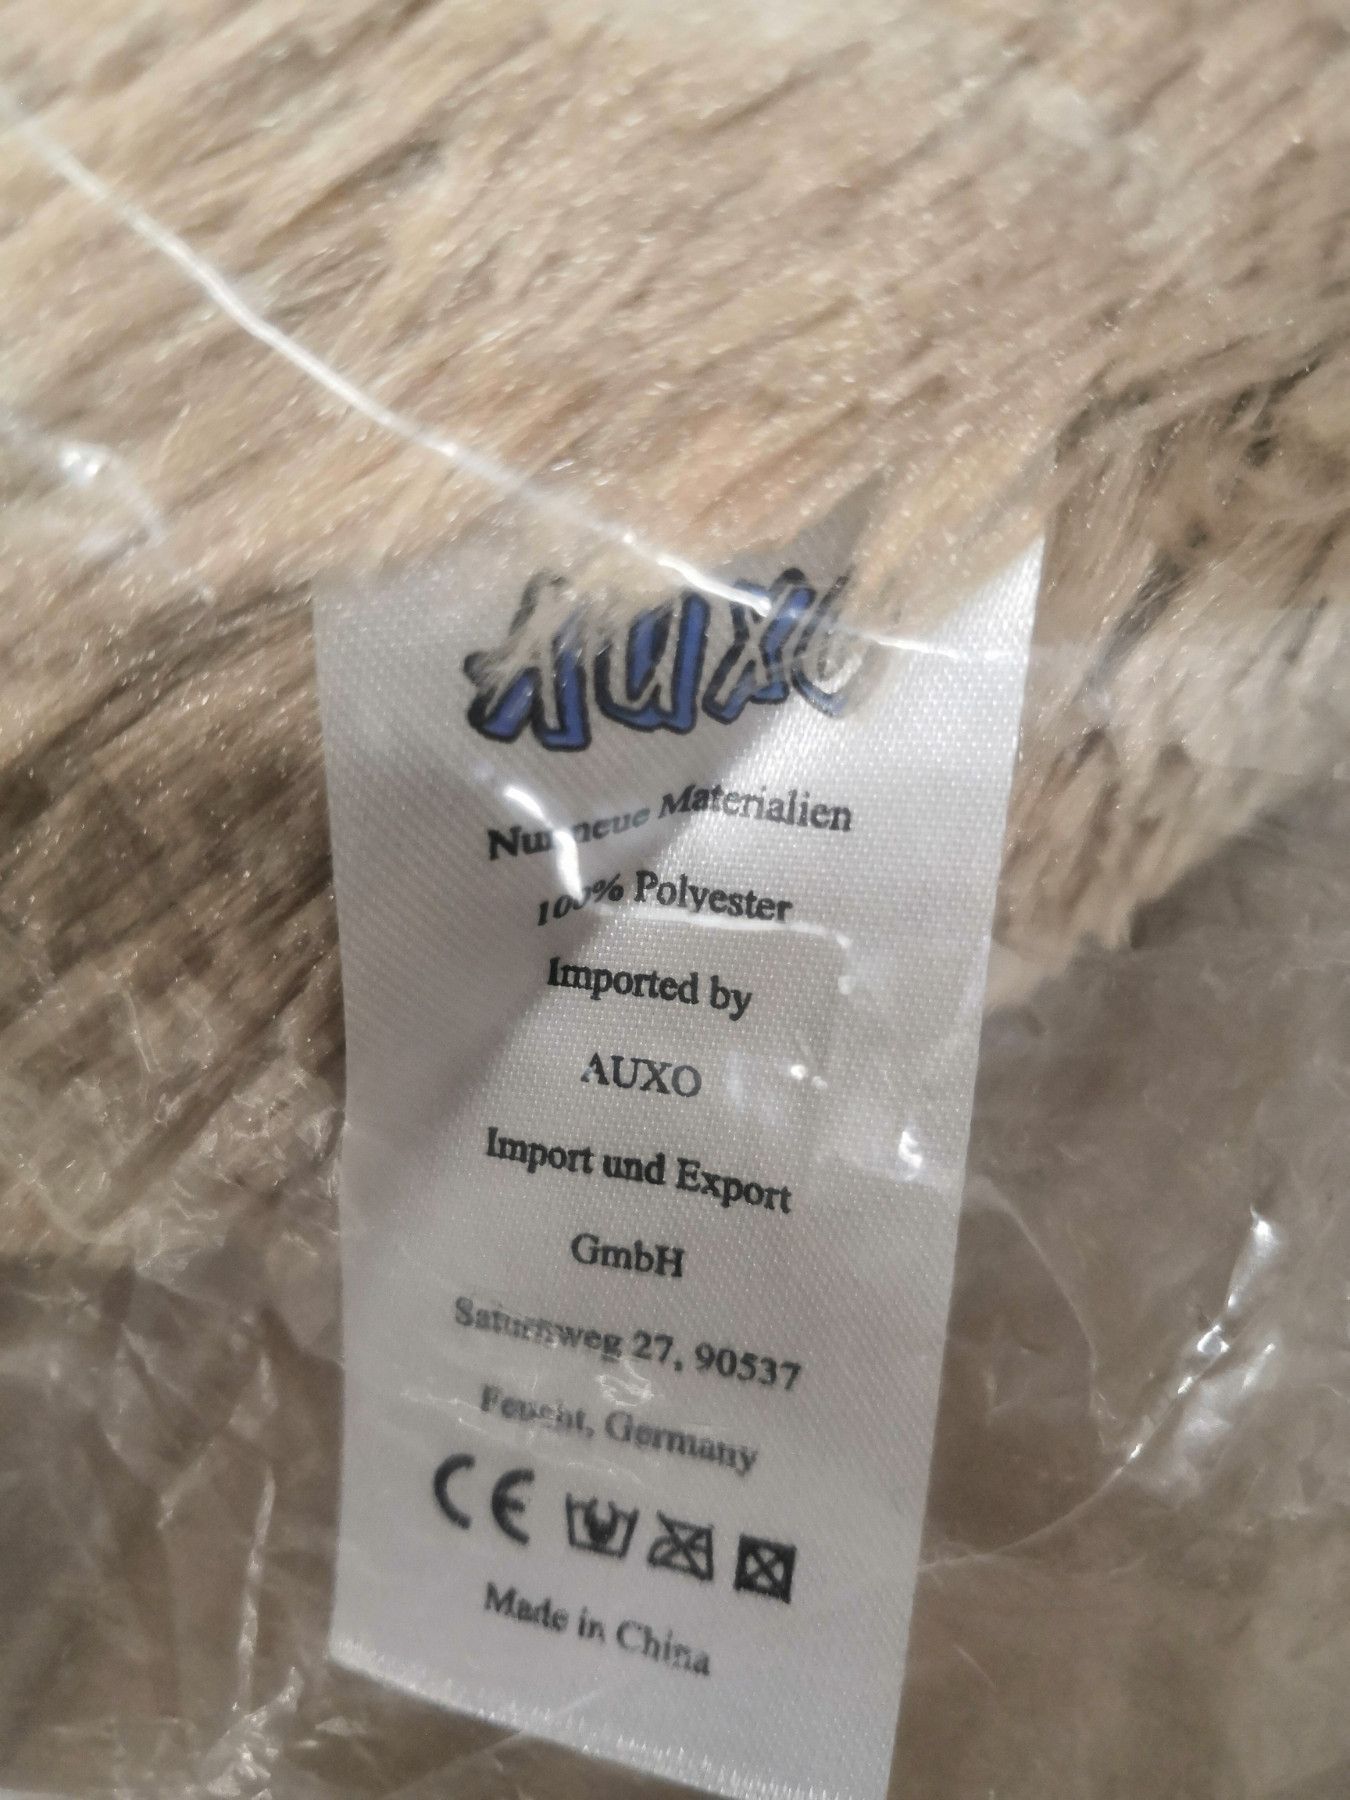 AUXO
Nur neue Materialien
100% Polyester
Imported by
AUXO
Import und Export
GmbH
Saturnweg 27, 90537
Feucht, Germany
CE
Made in China